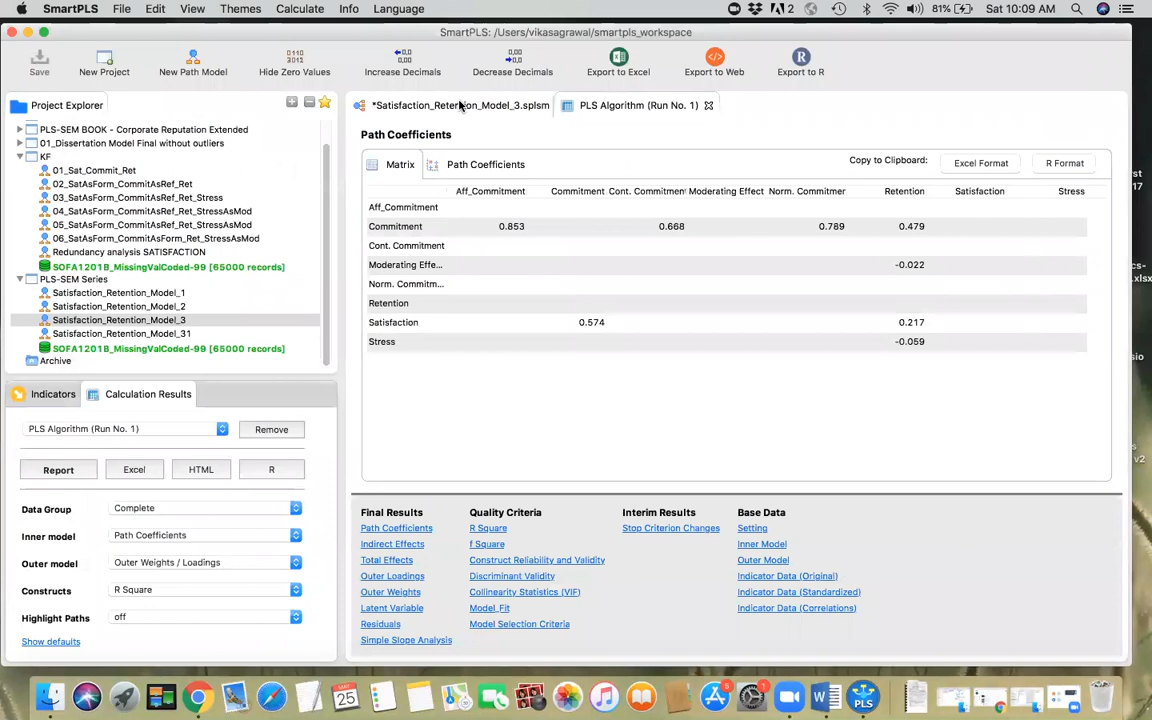 SmartPLS File Edit View Themes Calculate Info Language 81% Sat 10:09 AM
SmartPLS: /Users/vikasagrawal/smartpls_workspace
Save New Project New Path Model Hide Zero Values Increase Decimals Decrease Decimals Export to Excel Export to Web Export to R
Project Explorer
PLS-SEM BOOK - Corporate Reputation Extended
01_Dissertation Model Final without outliers
KF
01_Sat_Commit_Ret
02_SatAsForm_CommitAsRef_Ret
03_SatAsForm_CommitAsRef_Ret_Stress
04_SatAsForm_CommitAsRef_Ret_StressAsMod
05_SatAsForm_CommitAsRef_Ret_StressAsMod
06_SatAsForm_CommitAsForm_Ret_StressAsMod
Redundancy analysis SATISFACTION
SOFA1201B_MissingValCoded-99 [65000 records]
PLS-SEM Series
Satisfaction_Retention_Model_1
Satisfaction_Retention_Model_2
Satisfaction_Retention_Model_3
Satisfaction_Retention_Model_31
SOFA1201B_MissingValCoded-99 [65000 records]
Archive
Indicators Calculation Results
PLS Algorithm (Run No. 1) Remove
Report Excel HTML R
Data Group Complete
Inner model Path Coefficients
Outer model Outer Weights / Loadings
Constructs R Square
Highlight Paths off
Show defaults
*Satisfaction_Retention_Model_3.splsm PLS Algorithm (Run No. 1)
Path Coefficients
Matrix Path Coefficients Copy to Clipboard: Excel Format R Format
Aff_Commitment Commitment Cont. Commitment Moderating Effect Norm. Commitmer Retention Satisfaction Stress
Aff_Commitment
Commitment 0.853 0.668 0.789 0.479
Cont. Commitment
Moderating Effe... -0.022
Norm. Commitm...
Retention
Satisfaction 0.574 0.217
Stress -0.059
Final Results Quality Criteria Interim Results Base Data
Path Coefficients R Square Stop Criterion Changes Setting
Indirect Effects f Square Inner Model
Total Effects Construct Reliability and Validity Outer Model
Outer Loadings Discriminant Validity Indicator Data (Original)
Outer Weights Collinearity Statistics (VIF) Indicator Data (Standardized)
Latent Variable Model_Fit Indicator Data (Correlations)
Residuals Model Selection Criteria
Simple Slope Analysis